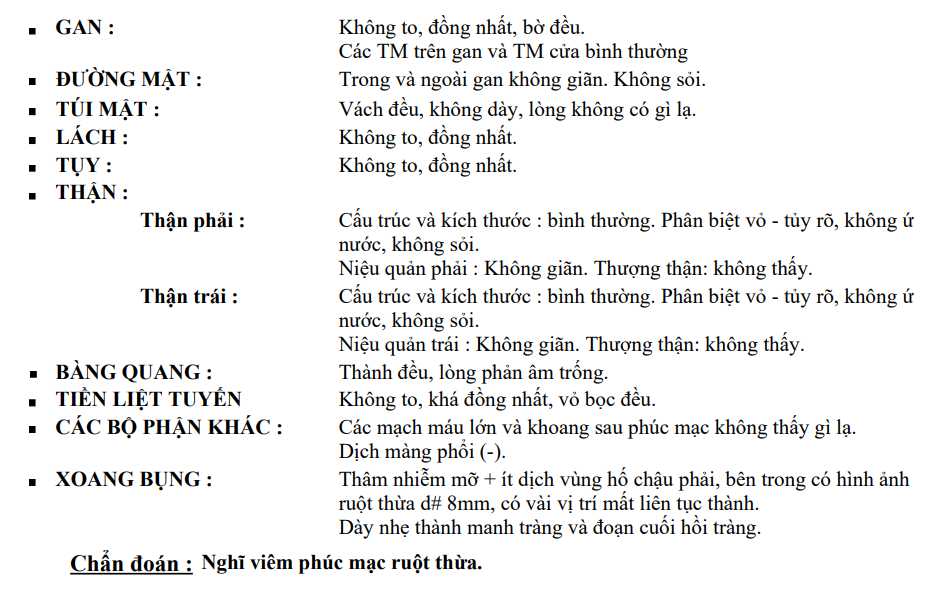 ▪ GAN : Không to, đồng nhất, bờ đều.
Các TM trên gan và TM cửa bình thường
▪ ĐƯỜNG MẬT : Trong và ngoài gan không giãn. Không sỏi.
▪ TÚI MẬT : Vách đều, không dày, lòng không có gì lạ.
▪ LÁCH : Không to, đồng nhất.
▪ TỤY : Không to, đồng nhất.
▪ THẬN :
Thận phải : Cấu trúc và kích thước : bình thường. Phân biệt vỏ - tủy rõ, không ứ
nước, không sỏi.
Niệu quản phải : Không giãn. Thượng thận: không thấy.
Thận trái : Cấu trúc và kích thước : bình thường. Phân biệt vỏ - tủy rõ, không ứ
nước, không sỏi.
Niệu quản trái : Không giãn. Thượng thận: không thấy.
▪ BÀNG QUANG : Thành đều, lòng phản âm trống.
▪ TIỀN LIỆT TUYẾN Không to, khá đồng nhất, vỏ bọc đều.
▪ CÁC BỘ PHẬN KHÁC : Các mạch máu lớn và khoang sau phúc mạc không thấy gì lạ.
Dịch màng phổi (-).
▪ XOANG BỤNG : Thâm nhiễm mỡ + ít dịch vùng hố chậu phải, bên trong có hình ảnh
ruột thừa d# 8mm, có vài vị trí mất liên tục thành.
Dày nhẹ thành manh tràng và đoạn cuối hồi tràng.
Chẩn đoán : Nghĩ viêm phúc mạc ruột thừa.